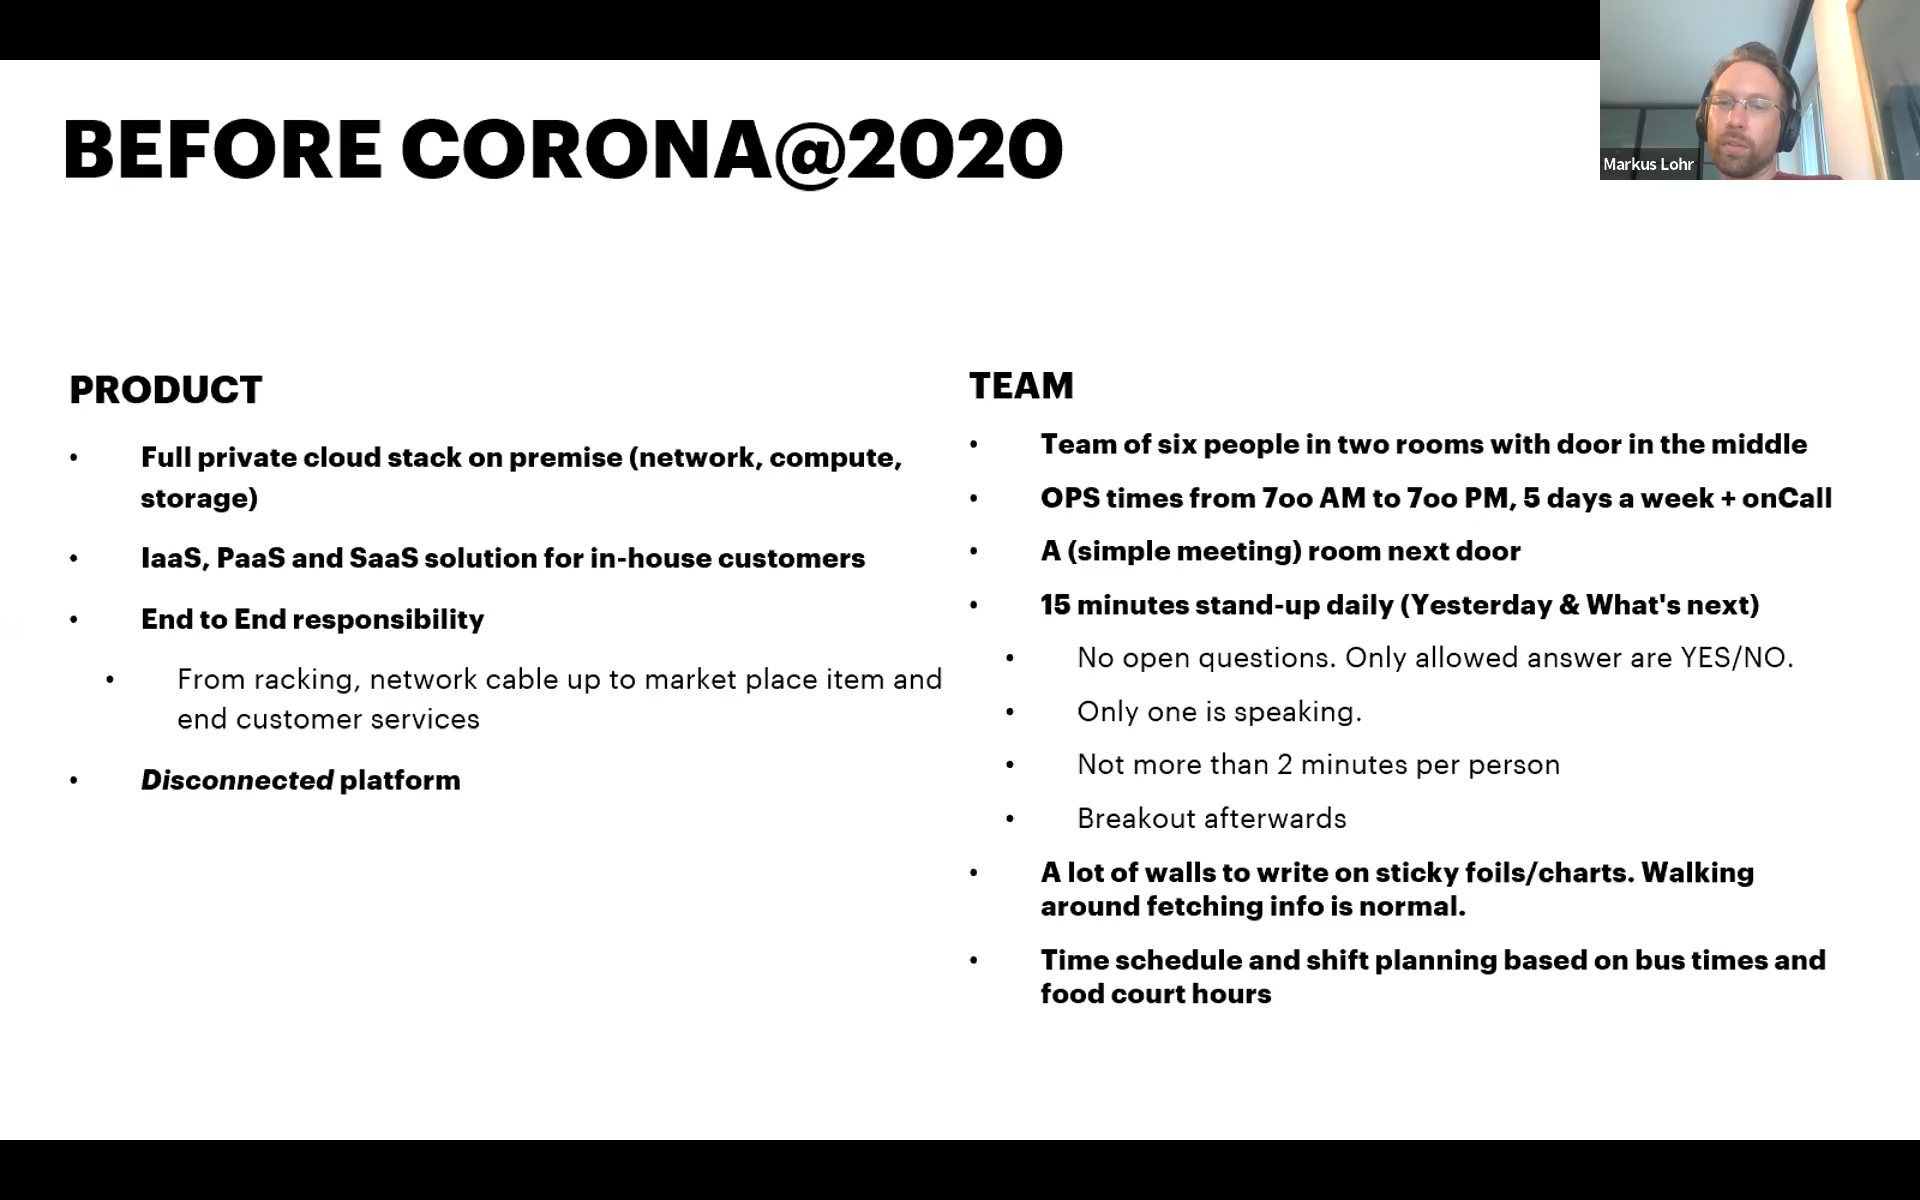 BEFORE CORONA@2020
Markus Lohr
PRODUCT
• Full private cloud stack on premise (network, compute,
storage)
• IaaS, PaaS and SaaS solution for in-house customers
• End to End responsibility
• From racking, network cable up to market place item and
end customer services
• Disconnected platform
TEAM
• Team of six people in two rooms with door in the middle
• OPS times from 7oo AM to 7oo PM, 5 days a week + onCall
• A (simple meeting) room next door
• 15 minutes stand-up daily (Yesterday & What's next)
• No open questions. Only allowed answer are YES/NO.
• Only one is speaking.
• Not more than 2 minutes per person
• Breakout afterwards
• A lot of walls to write on sticky foils/charts. Walking
around fetching info is normal.
• Time schedule and shift planning based on bus times and
food court hours